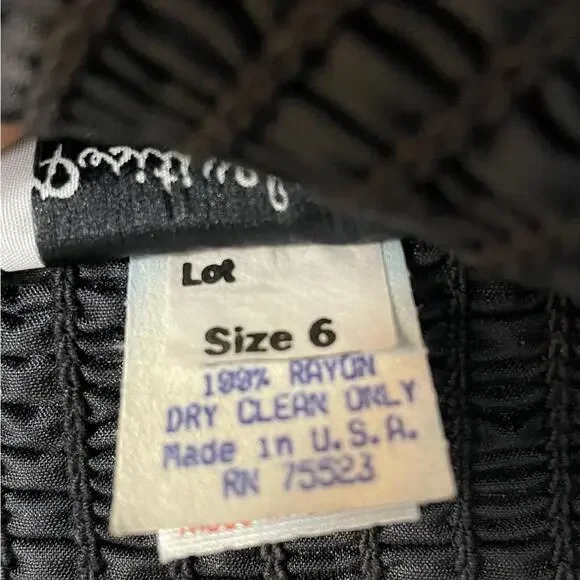 Lot
Size 6
100% RAYON
DRY CLEAN ONLY
Made in U.S.A.
RN 75523